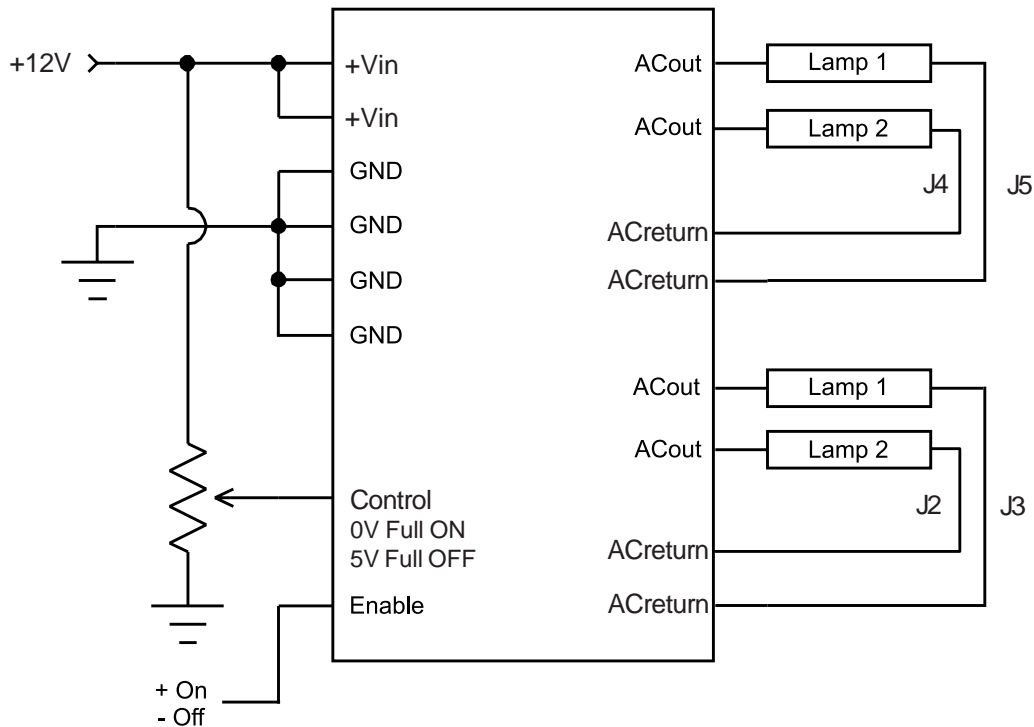 +12V
+Vin
+Vin
GND
GND
GND
GND
Control
0V Full ON
5V Full OFF
Enable
+ On
- Off
ACout
Lamp 1
ACout
Lamp 2
J4
J5
ACreturn
ACreturn
ACout
Lamp 1
ACout
Lamp 2
J2
J3
ACreturn
ACreturn